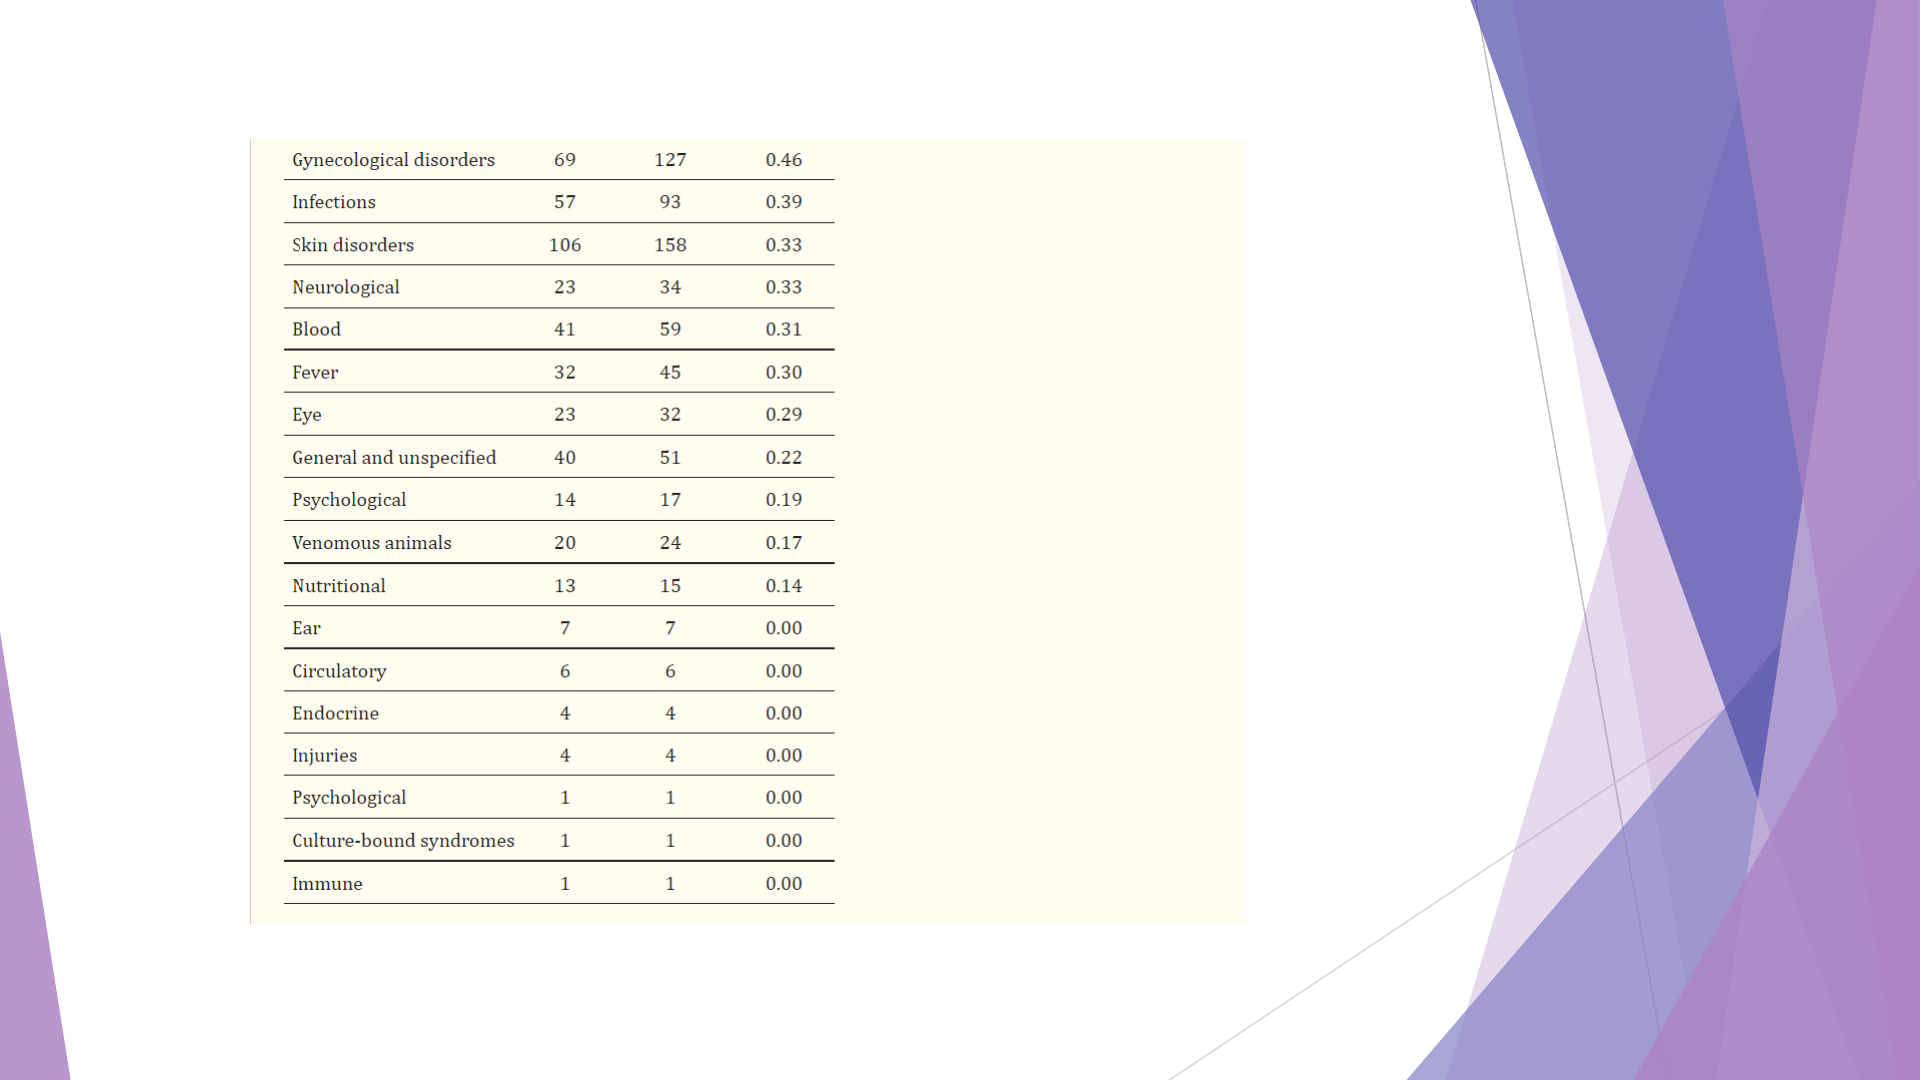 Gynecological disorders 69 127 0.46
Infections 57 93 0.39
Skin disorders 106 158 0.33
Neurological 23 34 0.33
Blood 41 59 0.31
Fever 32 45 0.30
Eye 23 32 0.29
General and unspecified 40 51 0.22
Psychological 14 17 0.19
Venomous animals 20 24 0.17
Nutritional 13 15 0.14
Ear 7 7 0.00
Circulatory 6 6 0.00
Endocrine 4 4 0.00
Injuries 4 4 0.00
Psychological 1 1 0.00
Culture-bound syndromes 1 1 0.00
Immune 1 1 0.00